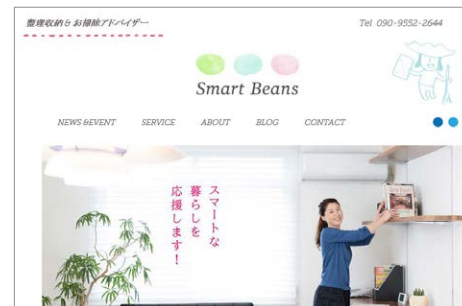 整理収納 & お掃除アドバイザー
Tel 090-9552-2644
Smart Beans
NEWS &EVENT
SERVICE
ABOUT
BLOG
CONTACT
スマートな
暮らしを
応援します！